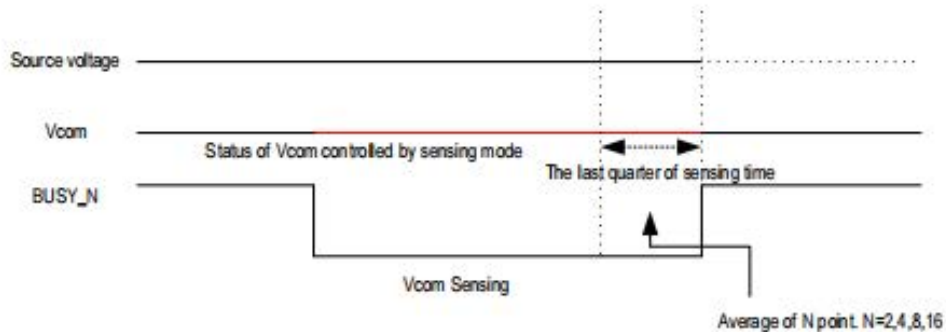 Source voltage
Vcom
Status of Vcom controlled by sensing mode
The last quarter of sensing time
BUSY_N
Vcom Sensing
Average of N point. N=2,4,8,16